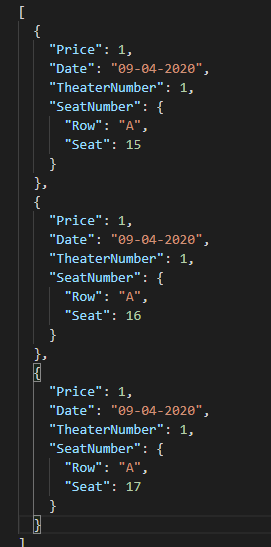 [
  {
    "Price": 1,
    "Date": "09-04-2020",
    "TheaterNumber": 1,
    "SeatNumber": {
      "Row": "A",
      "Seat": 15
    }
  },
  {
    "Price": 1,
    "Date": "09-04-2020",
    "TheaterNumber": 1,
    "SeatNumber": {
      "Row": "A",
      "Seat": 16
    }
  },
  {
    "Price": 1,
    "Date": "09-04-2020",
    "TheaterNumber": 1,
    "SeatNumber": {
      "Row": "A",
      "Seat": 17
    }
  }
]